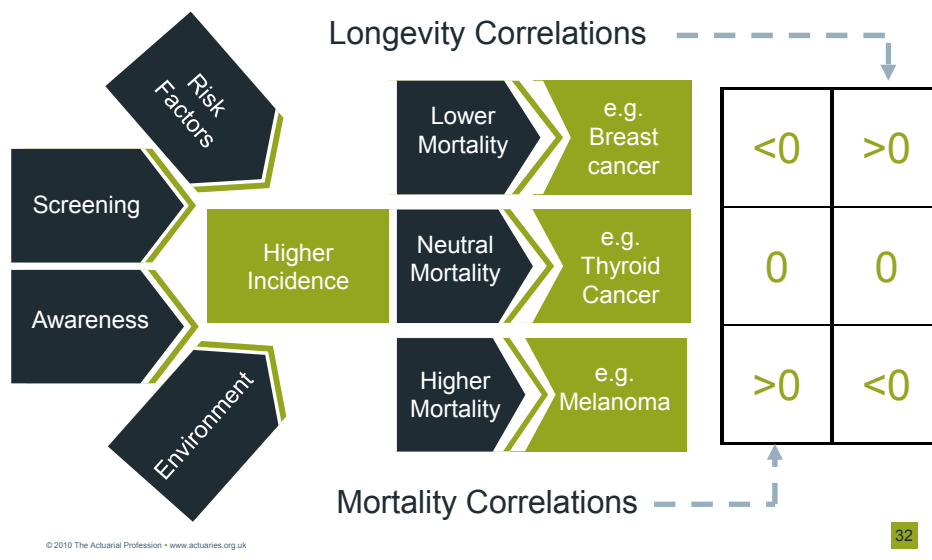 Longevity Correlations
Risk
Factors
Screening
Awareness
Environment
Higher
Incidence
Lower
Mortality
e.g.
Breast
cancer
<0
>0
Neutral
Mortality
e.g.
Thyroid
Cancer
0
0
Higher
Mortality
e.g.
Melanoma
>0
<0
Mortality Correlations
© 2010 The Actuarial Profession • www.actuaries.org.uk
32